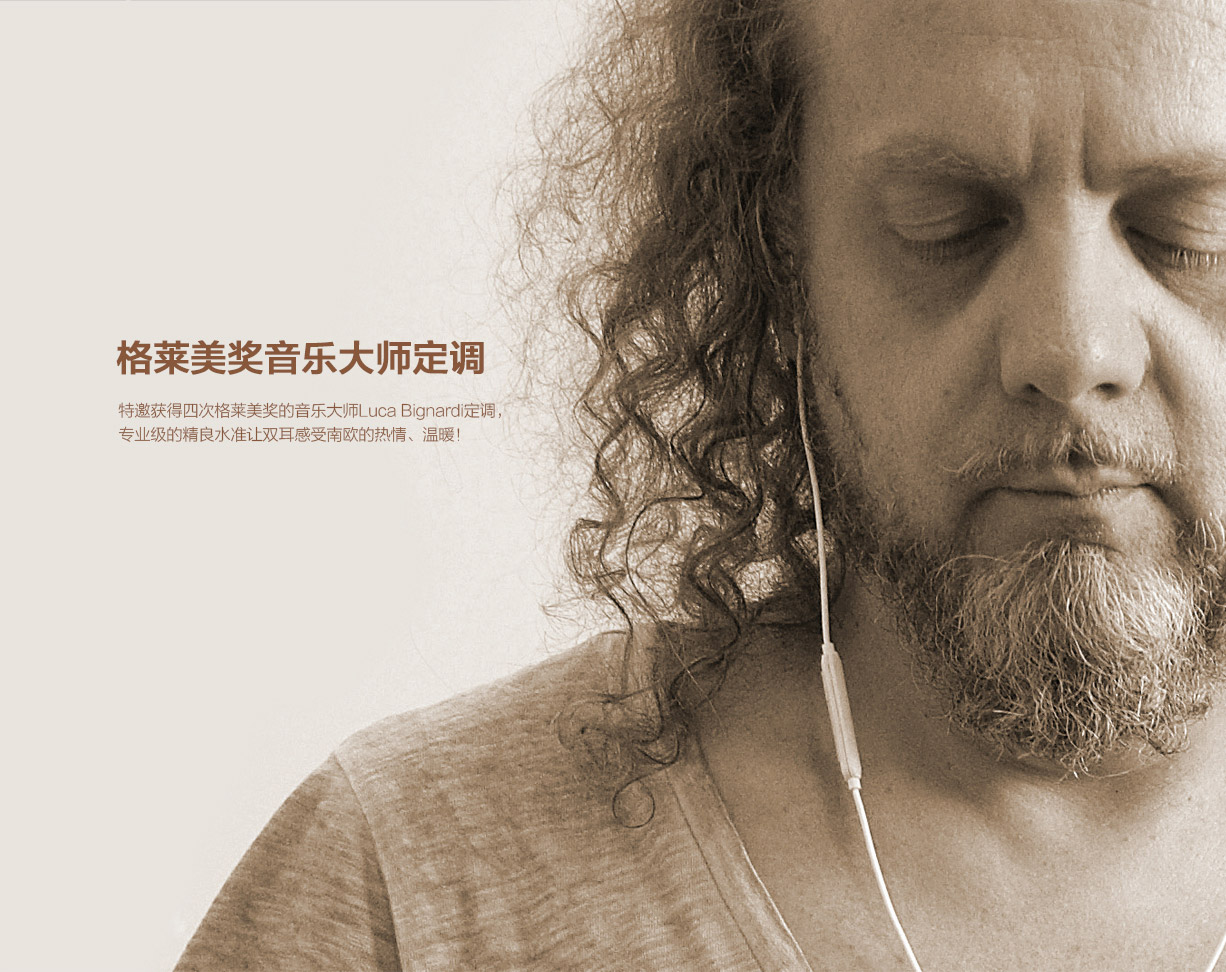 格莱美奖音乐大师定调
特邀获得四次格莱美奖的音乐大师Luca Bignardi定调，
专业级的精良水准让双耳感受南欧的热情、温暖！